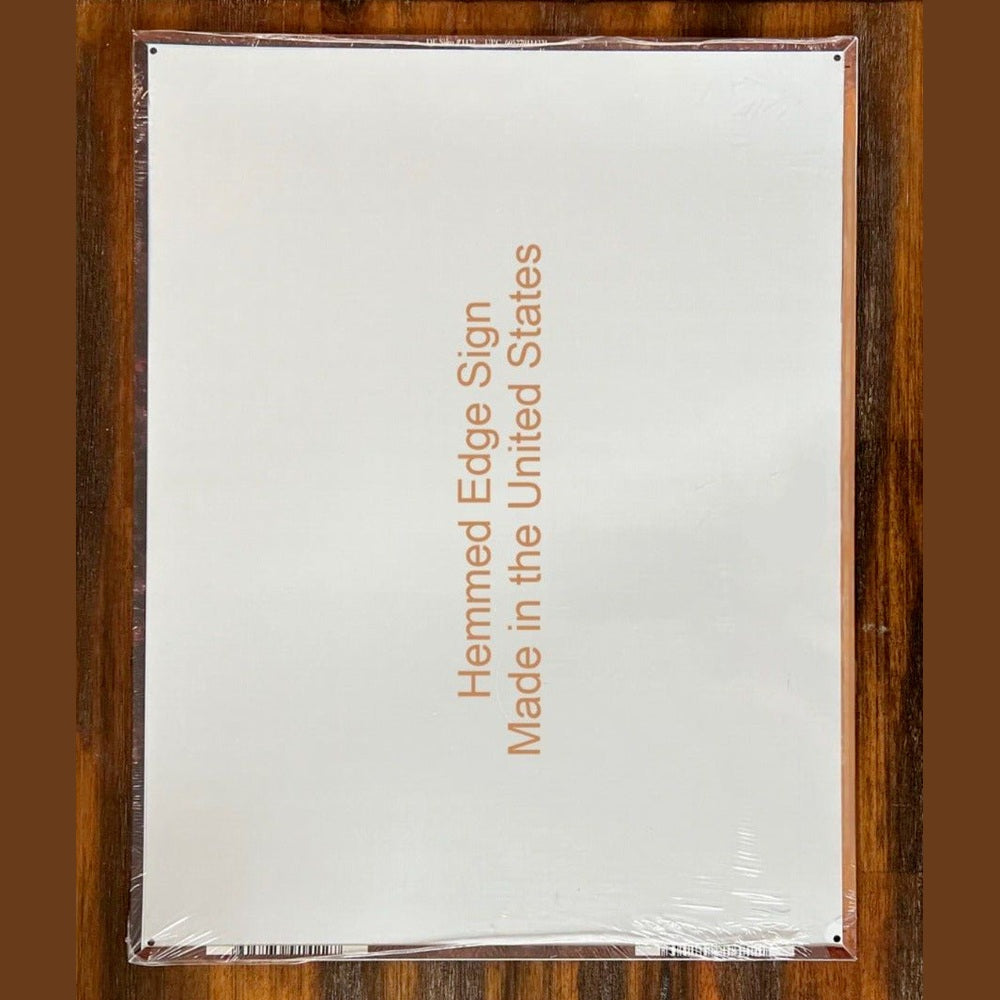 Hemmed Edge Sign
Made in the United States